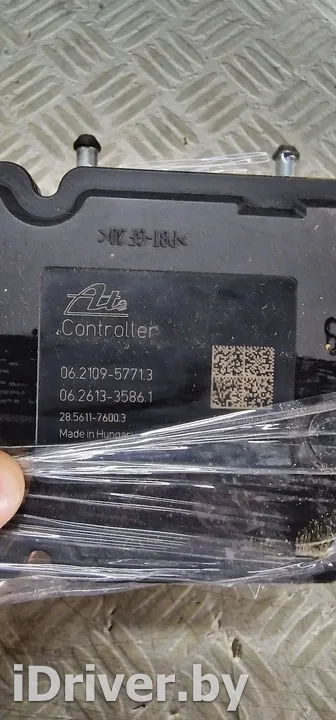 >PBT-GF30<
Ate
Controller
06.2109-5771.3
06.2613-3586.1
28.5611-7600.3
Made in Hungary
iDriver.by